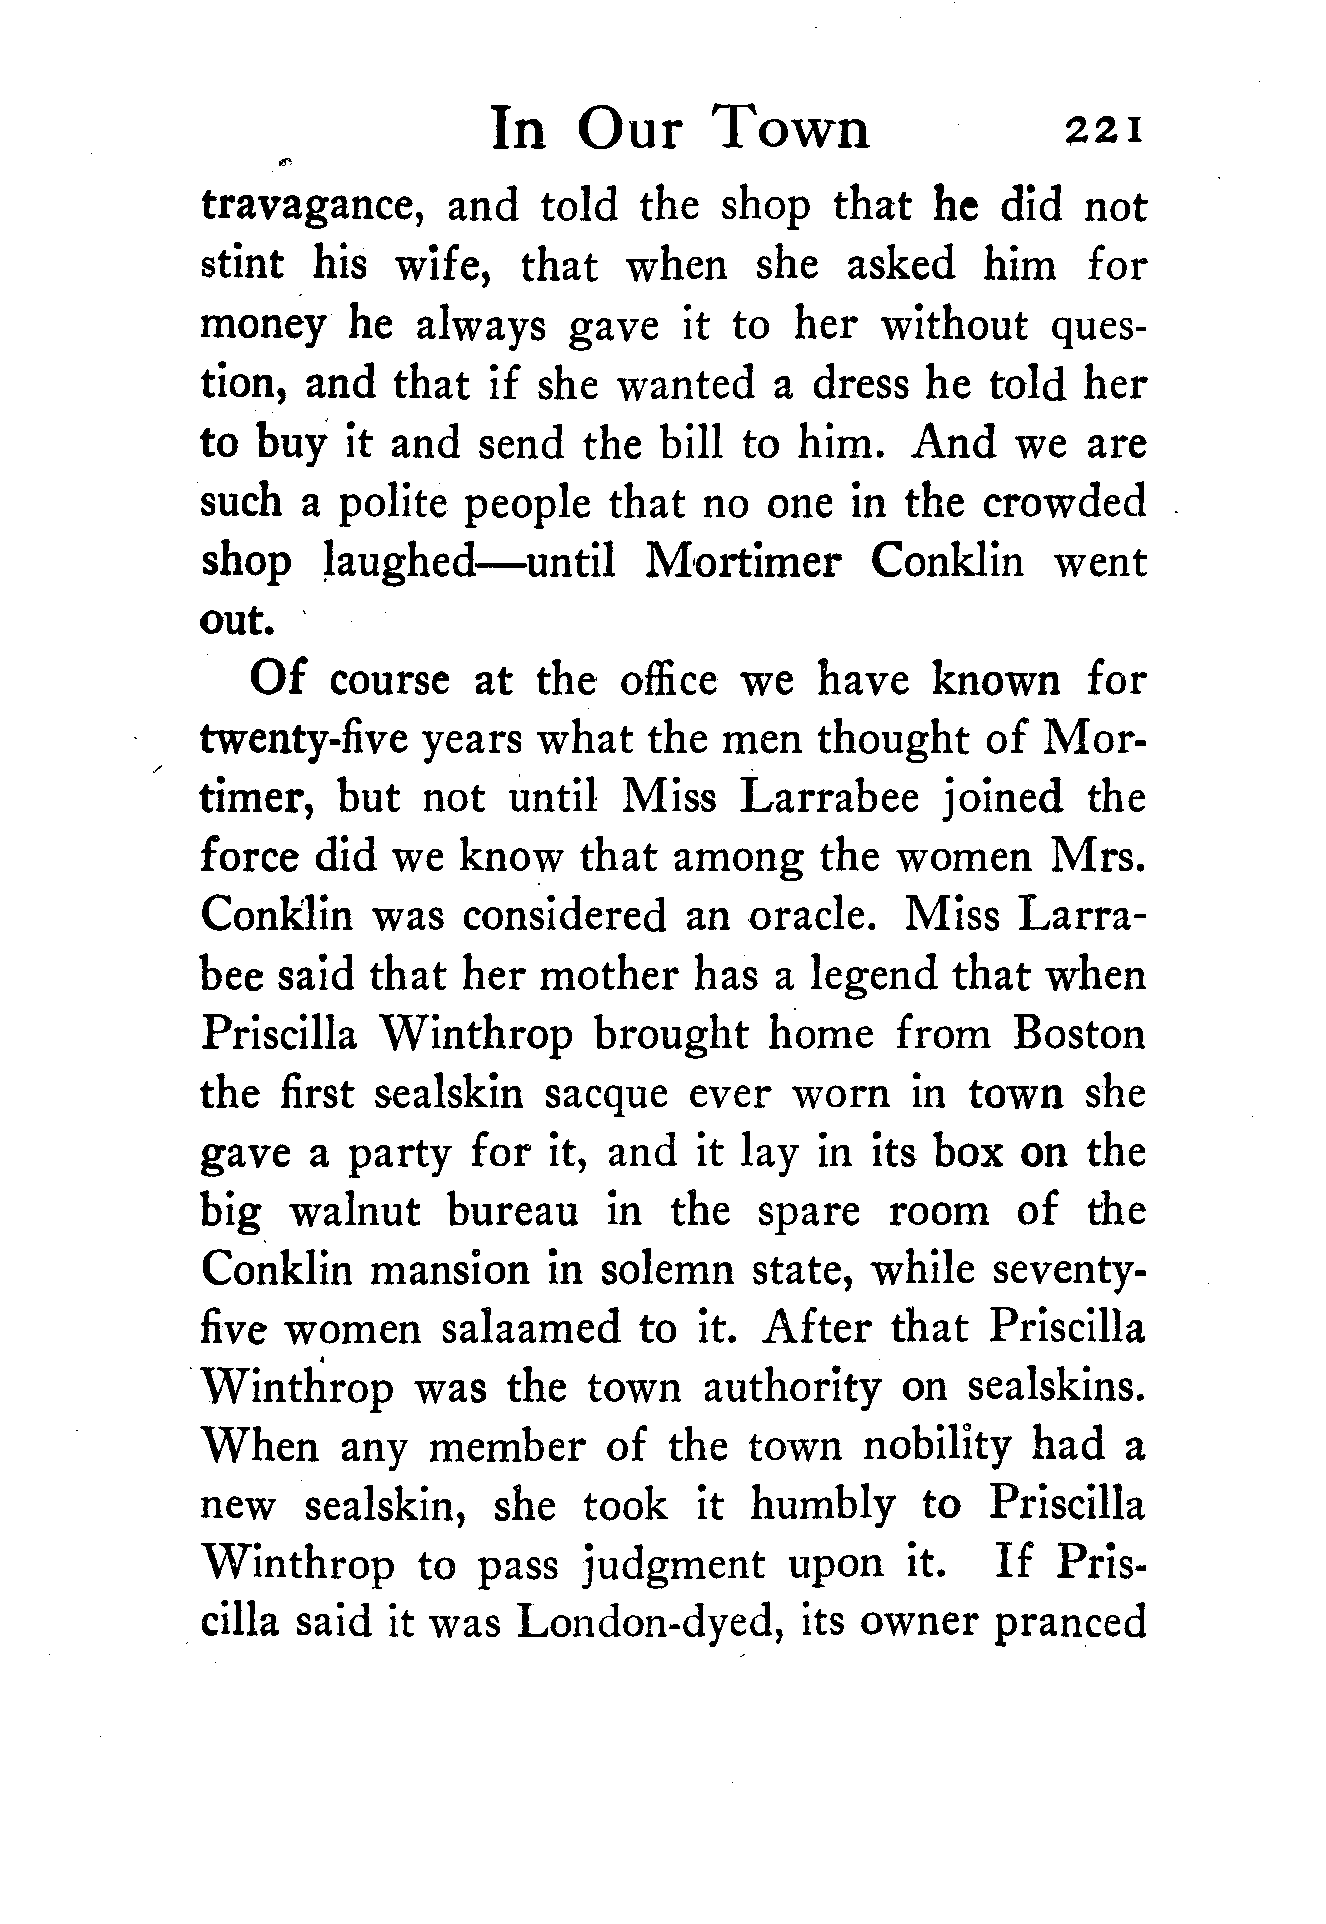 In Our Town 221
travagance, and told the shop that he did not
stint his wife, that when she asked him for
money he always gave it to her without ques-
tion, and that if she wanted a dress he told her
to buy it and send the bill to him. And we are
such a polite people that no one in the crowded
shop laughed—until Mortimer Conklin went
out.
Of course at the office we have known for
twenty-five years what the men thought of Mor-
timer, but not until Miss Larrabee joined the
force did we know that among the women Mrs.
Conklin was considered an oracle. Miss Larra-
bee said that her mother has a legend that when
Priscilla Winthrop brought home from Boston
the first sealskin sacque ever worn in town she
gave a party for it, and it lay in its box on the
big walnut bureau in the spare room of the
Conklin mansion in solemn state, while seventy-
five women salaamed to it. After that Priscilla
Winthrop was the town authority on sealskins.
When any member of the town nobility had a
new sealskin, she took it humbly to Priscilla
Winthrop to pass judgment upon it. If Pris-
cilla said it was London-dyed, its owner pranced